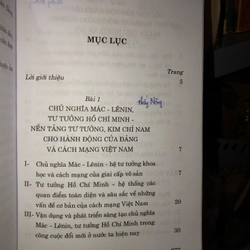 MỤC LỤC
Trang
Lời giới thiệu 5
Bài 1
CHỦ NGHĨA MÁC - LÊNIN,
TƯ TƯỞNG HỒ CHÍ MINH -
NỀN TẢNG TƯ TƯỞNG, KIM CHỈ NAM
CHO HÀNH ĐỘNG CỦA ĐẢNG
VÀ CÁCH MẠNG VIỆT NAM 7
I- Chủ nghĩa Mác - Lênin - hệ tư tưởng khoa
học và cách mạng của giai cấp vô sản 7
II- Tư tưởng Hồ Chí Minh - hệ thống các
quan điểm toàn diện và sâu sắc về những
vấn đề cơ bản của cách mạng Việt Nam 20
III- Vận dụng và phát triển sáng tạo chủ nghĩa
Mác - Lênin, tư tưởng Hồ Chí Minh trong
công cuộc đổi mới ở nước ta hiện nay 30